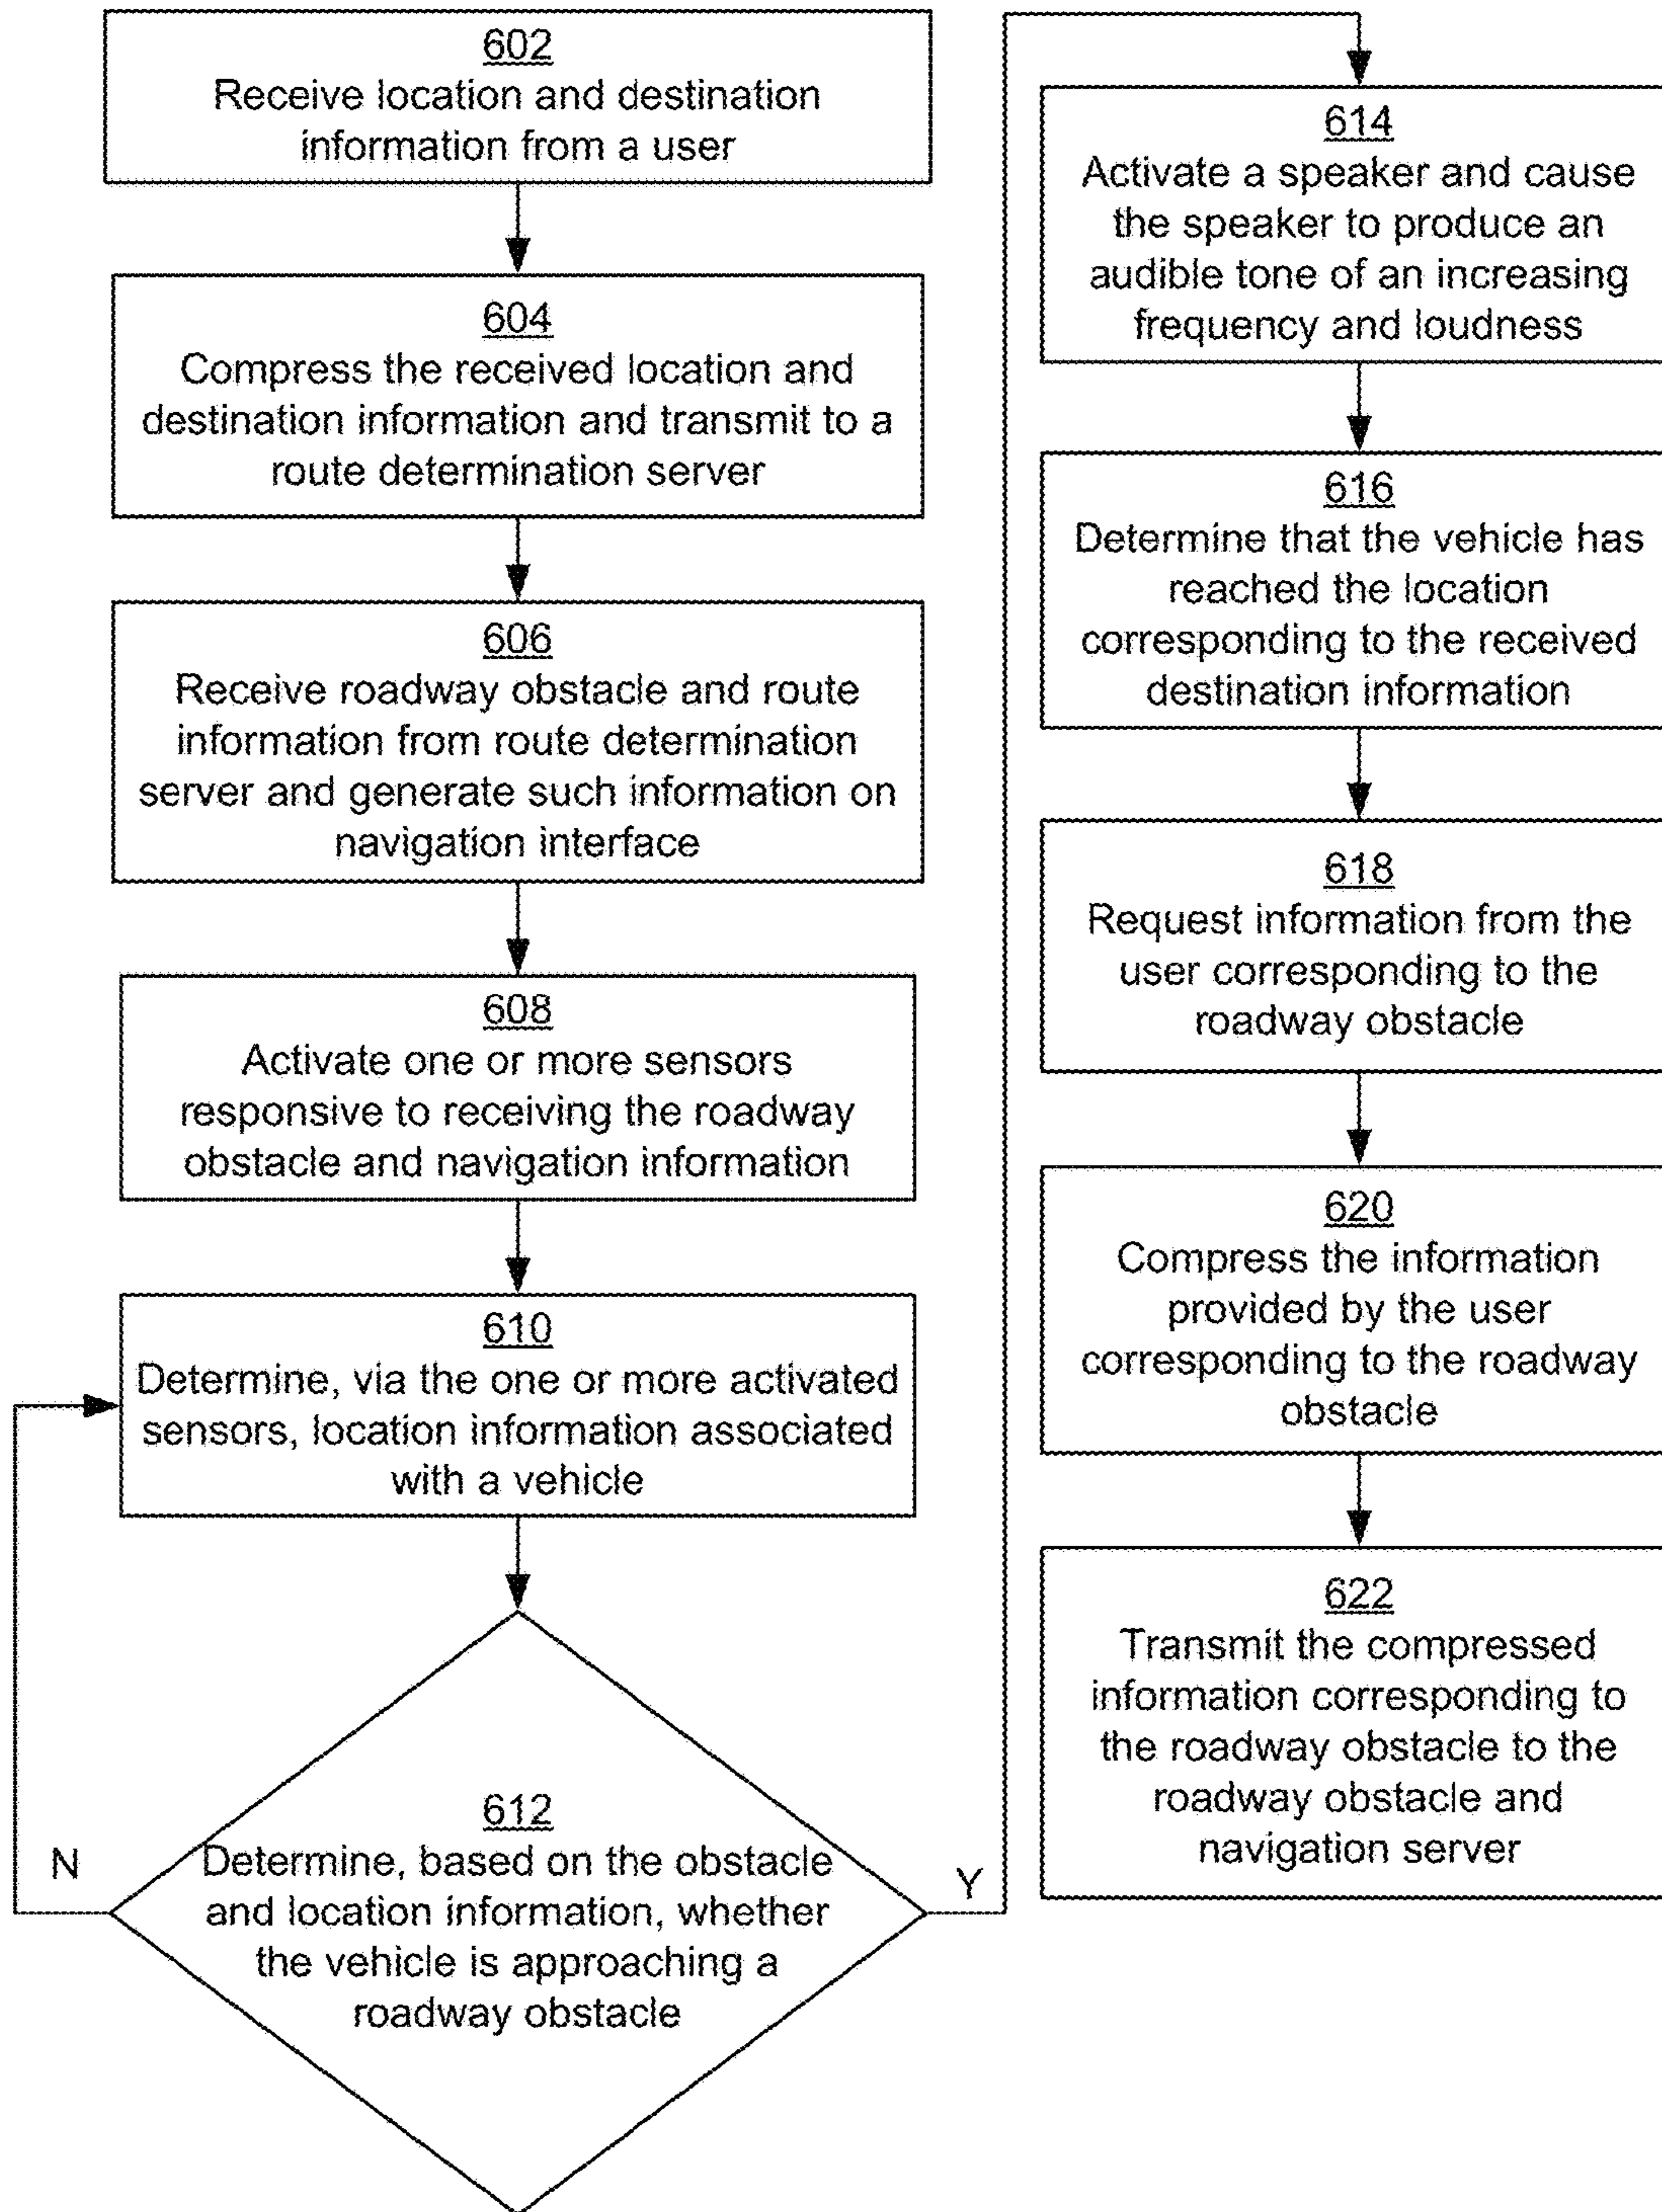 602
Receive location and destination
information from a user
604
Compress the received location and
destination information and transmit to a
route determination server
606
Receive roadway obstacle and route
information from route determination
server and generate such information on
navigation interface
608
Activate one or more sensors
responsive to receiving the roadway
obstacle and navigation information
610
Determine, via the one or more activated
sensors, location information associated
with a vehicle
612
Determine, based on the obstacle
and location information, whether
the vehicle is approaching a
roadway obstacle
N
Y
614
Activate a speaker and cause
the speaker to produce an
audible tone of an increasing
frequency and loudness
616
Determine that the vehicle has
reached the location
corresponding to the received
destination information
618
Request information from the
user corresponding to the
roadway obstacle
620
Compress the information
provided by the user
corresponding to the roadway
obstacle
622
Transmit the compressed
information corresponding to
the roadway obstacle to the
roadway obstacle and
navigation server